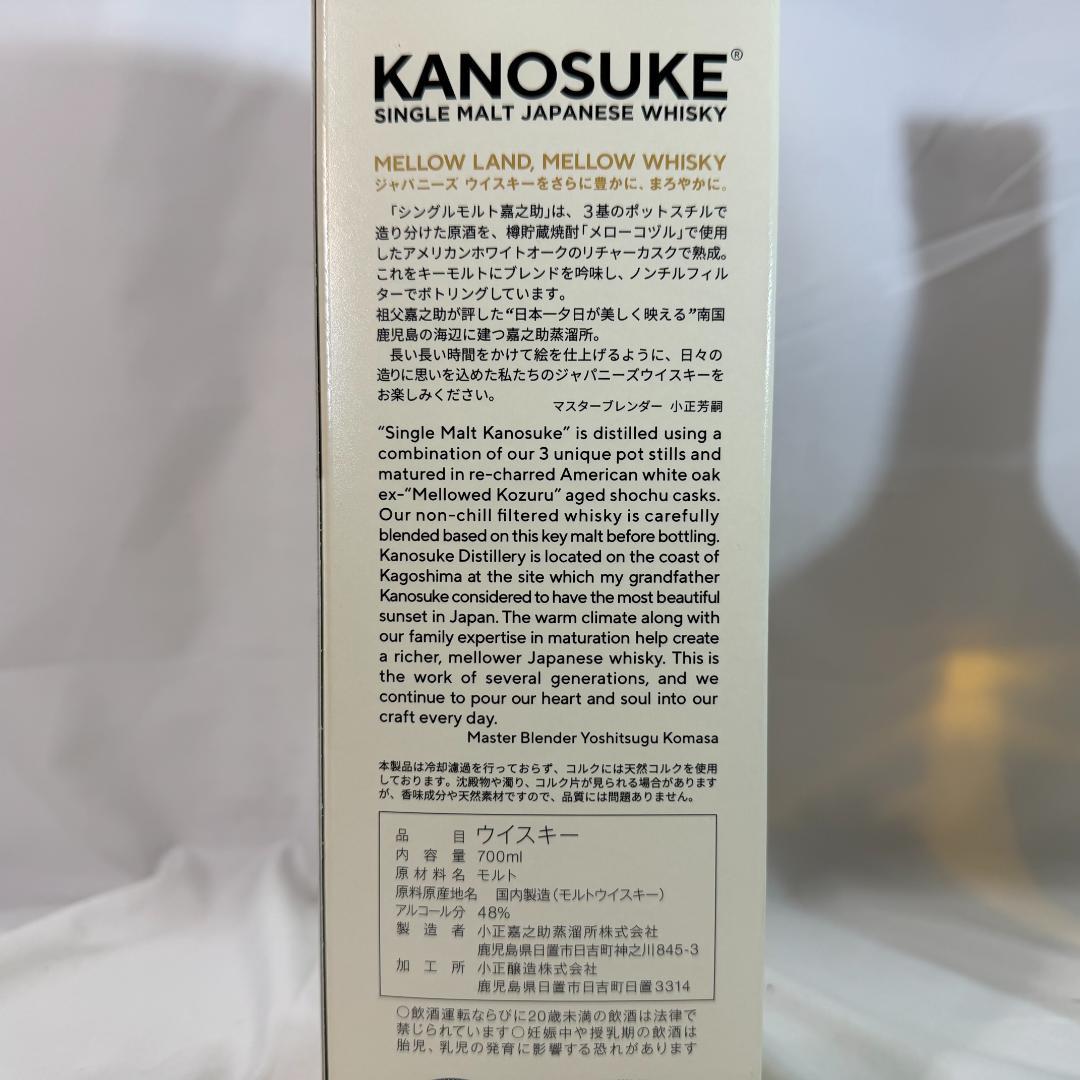 KANOSUKE®
SINGLE MALT JAPANESE WHISKY
MELLOW LAND, MELLOW WHISKY
ジャパニーズ ウイスキーをさらに豊かに、まろやかに。
「シングルモルト嘉之助」は、３基のポットスチルで
造り分けた原酒を、樽貯蔵焼酎「メローコヅル」で使用
したアメリカンホワイトオークのリチャーカスクで熟成。
これをキーモルトにブレンドを吟味し、ノンチルフィル
ターでボトリングしています。
祖父嘉之助が評した“日本一夕日が美しく映える”南国
鹿児島の海辺に建つ嘉之助蒸溜所。
長い長い時間をかけて絵を仕上げるように、日々の
造りに思いを込めた私たちのジャパニーズウイスキーを
お楽しみください。
マスターブレンダー 小正芳嗣
“Single Malt Kanosuke” is distilled using a
combination of our 3 unique pot stills and
matured in re-charred American white oak
ex-“Mellowed Kozuru” aged shochu casks.
Our non-chill filtered whisky is carefully
blended based on this key malt before bottling.
Kanosuke Distillery is located on the coast of
Kagoshima at the site which my grandfather
Kanosuke considered to have the most beautiful
sunset in Japan. The warm climate along with
our family expertise in maturation help create
a richer, mellower Japanese whisky. This is
the work of several generations, and we
continue to pour our heart and soul into our
craft every day.
Master Blender Yoshitsugu Komasa
本製品は冷却濾過を行っておらず、コルクには天然コルクを使用
しております。沈殿物や濁り、コルク片が見られる場合があります
が、香味成分や天然素材ですので、品質には問題ありません。
品目 ウイスキー
内容量 700ml
原材料名 モルト
原料原産地名 国内製造（モルトウイスキー）
アルコール分 48%
製造者 小正嘉之助蒸溜所株式会社
鹿児島県日置市日吉町神之川845-3
加工所 小正醸造株式会社
鹿児島県日置市日吉町日置3314
〇飲酒運転ならびに20歳未満の飲酒は法律で
禁じられています〇妊娠中や授乳期の飲酒は
胎児、乳児の発育に影響する恐れがあります